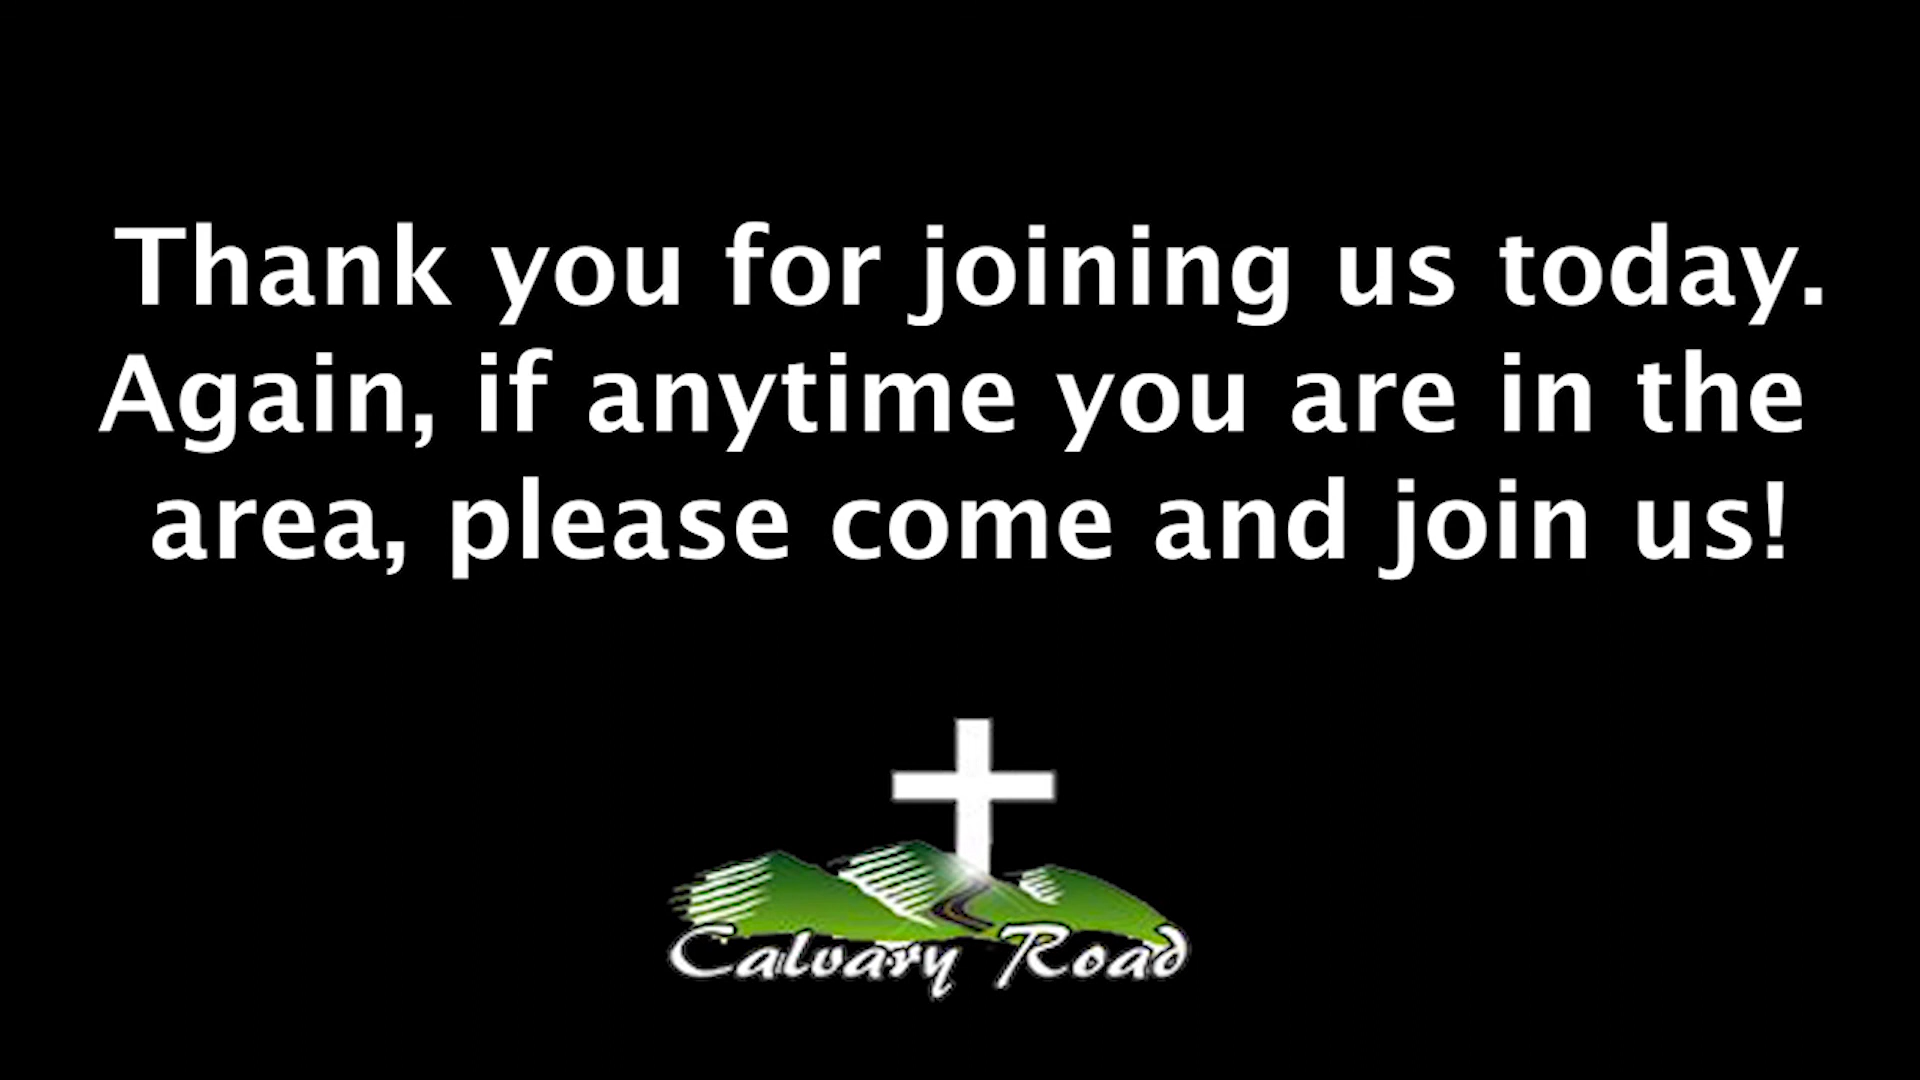 Thank you for joining us today.
Again, if anytime you are in the
area, please come and join us!
Calvary Road